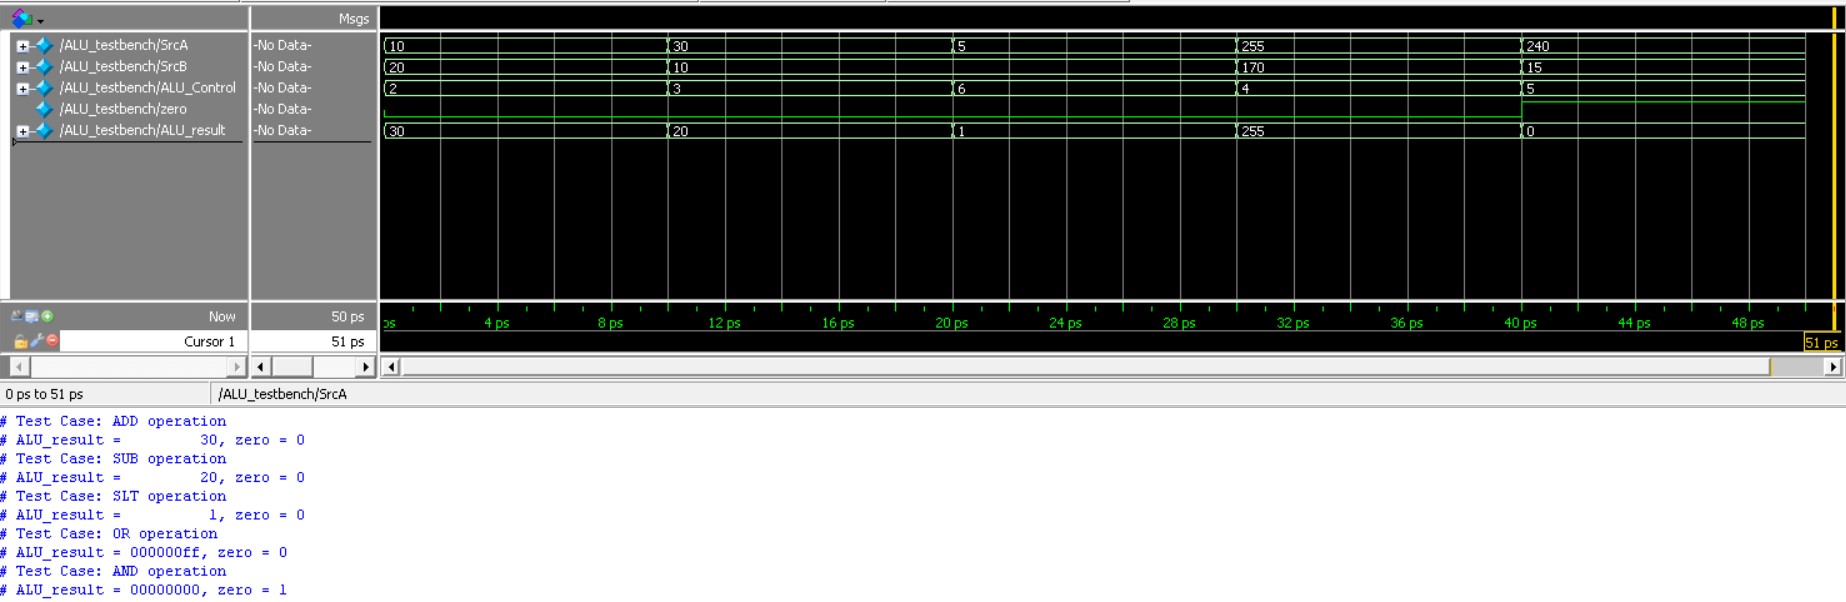 Msgs
/ALU_testbench/SrcA -No Data- 10 30 5 255 240
/ALU_testbench/SrcB -No Data- 20 10 170 15
/ALU_testbench/ALU_Control -No Data- 2 3 6 4 5
/ALU_testbench/zero -No Data-
/ALU_testbench/ALU_result -No Data- 30 20 1 255 0
Now 50 ps ps 4 ps 8 ps 12 ps 16 ps 20 ps 24 ps 28 ps 32 ps 36 ps 40 ps 44 ps 48 ps
Cursor 1 51 ps 51 ps
0 ps to 51 ps /ALU_testbench/SrcA
# Test Case: ADD operation
# ALU_result =         30, zero = 0
# Test Case: SUB operation
# ALU_result =         20, zero = 0
# Test Case: SLT operation
# ALU_result =          1, zero = 0
# Test Case: OR operation
# ALU_result = 000000ff, zero = 0
# Test Case: AND operation
# ALU_result = 00000000, zero = 1